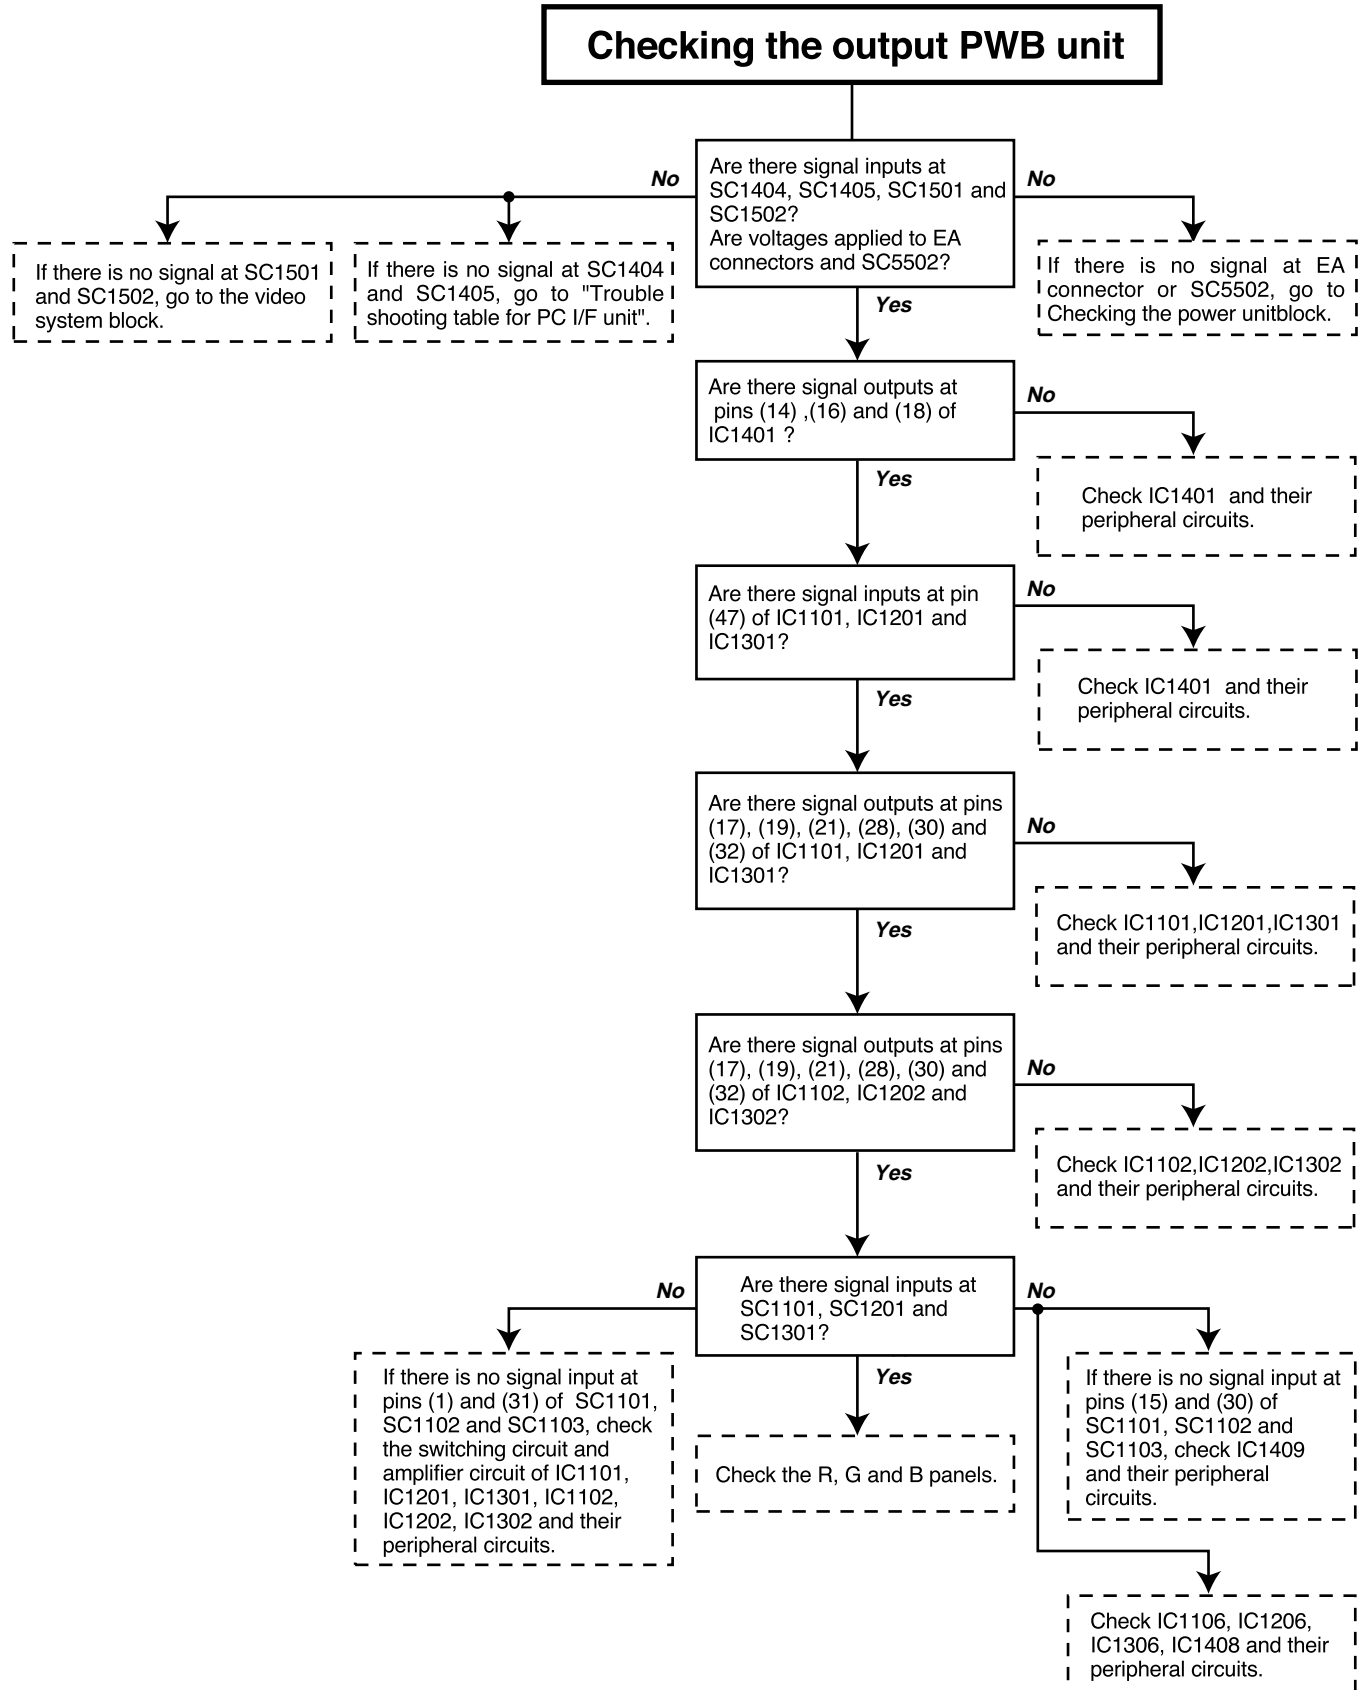 Checking the output PWB unit
Are there signal inputs at
SC1404, SC1405, SC1501 and
SC1502?
Are voltages applied to EA
connectors and SC5502?
No
No
If there is no signal at SC1501
and SC1502, go to the video
system block.
If there is no signal at SC1404
and SC1405, go to "Trouble
shooting table for PC I/F unit".
If there is no signal at EA
connector or SC5502, go to
Checking the power unitblock.
Yes
Are there signal outputs at
pins (14) ,(16) and (18) of
IC1401 ?
No
Check IC1401 and their
peripheral circuits.
Yes
Are there signal inputs at pin
(47) of IC1101, IC1201 and
IC1301?
No
Check IC1401 and their
peripheral circuits.
Yes
Are there signal outputs at pins
(17), (19), (21), (28), (30) and
(32) of IC1101, IC1201 and
IC1301?
No
Check IC1101,IC1201,IC1301
and their peripheral circuits.
Yes
Are there signal outputs at pins
(17), (19), (21), (28), (30) and
(32) of IC1102, IC1202 and
IC1302?
No
Check IC1102,IC1202,IC1302
and their peripheral circuits.
Yes
Are there signal inputs at
SC1101, SC1201 and
SC1301?
No
No
If there is no signal input at
pins (1) and (31) of SC1101,
SC1102 and SC1103, check
the switching circuit and
amplifier circuit of IC1101,
IC1201, IC1301, IC1102,
IC1202, IC1302 and their
peripheral circuits.
Yes
Check the R, G and B panels.
If there is no signal input at
pins (15) and (30) of
SC1101, SC1102 and
SC1103, check IC1409
and their peripheral
circuits.
Check IC1106, IC1206,
IC1306, IC1408 and their
peripheral circuits.